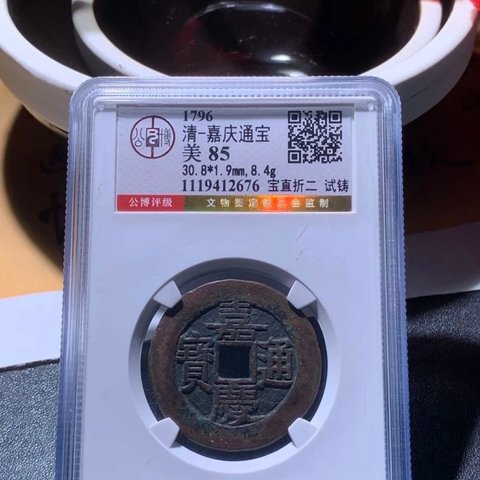 1796
清-嘉庆通宝
美 85
30.8*1.9mm,8.4g
1119412676 宝直折二 试铸
公博评级 文物鉴定委员会监制
公博
嘉慶通寶